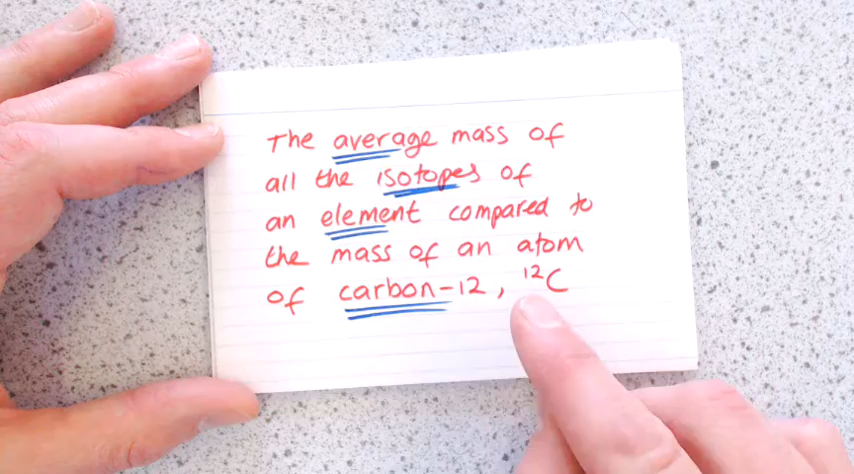 The average mass of
all the isotopes of
an element compared to
the mass of an atom
of carbon-12, ¹²C